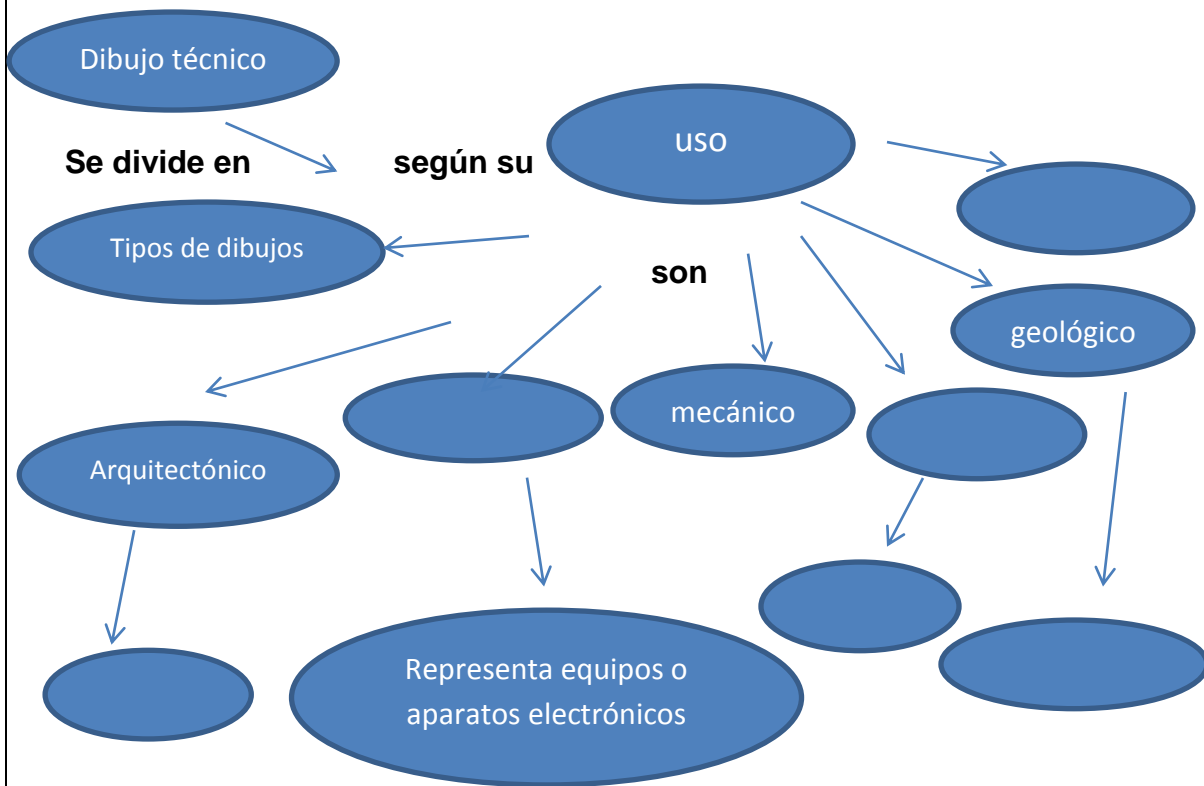 Dibujo técnico
uso
Se divide en
según su
Tipos de dibujos
son
geológico
mecánico
Arquitectónico
Representa equipos o
aparatos electrónicos